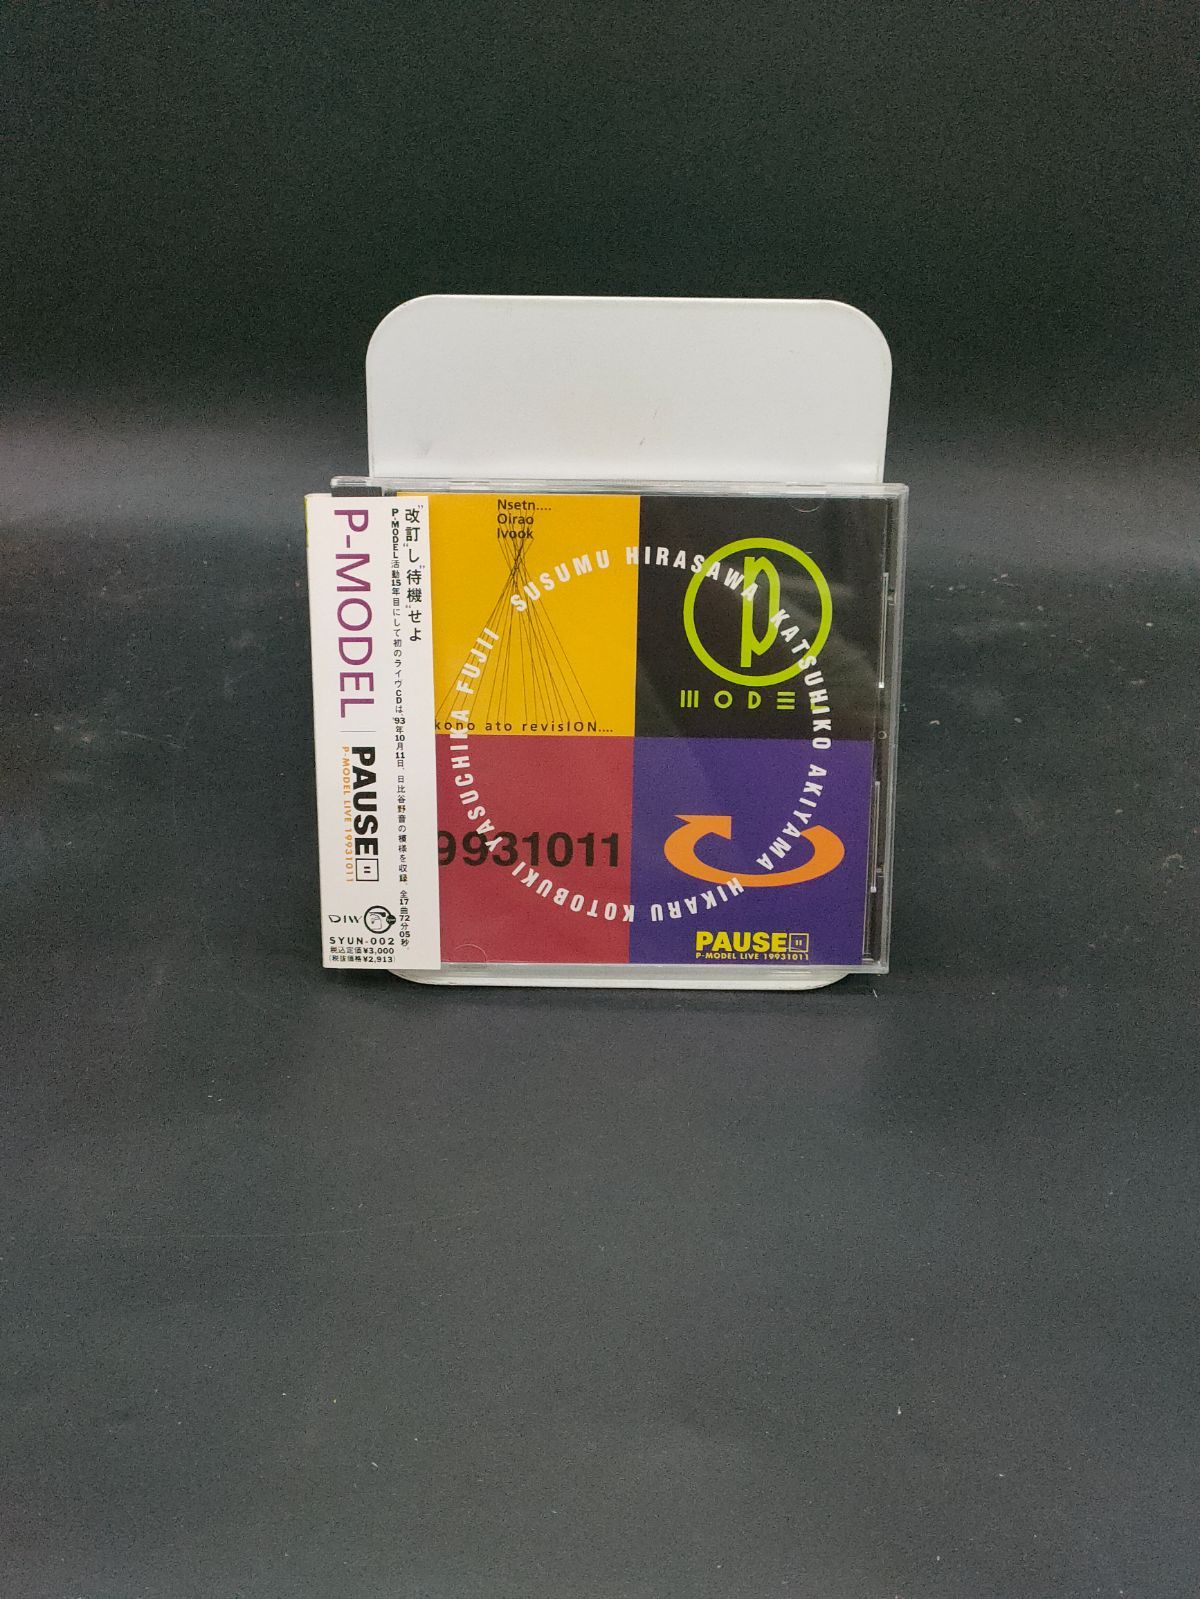 P-MODEL
PAUSE
P-MODEL LIVE 19931011
"改訂"し"待機"せよ
P-MODEL活動15年目にして初のライヴCDは、'93年10月11日、日比谷野音の模様を収録。全17曲72分05秒。
DIW
SYUN-002
税込定価¥3,000
(税抜価格¥2,913)
Nsetn....
Oirao
Ivook
kono ato revisION....
SUSUMU HIRASAWA KATSUHIKO AKIYAMA HIKARU KOTOBUKI YASUCHIKA FUJII
P
MODEL
9931011
PAUSE
P-MODEL LIVE 19931011